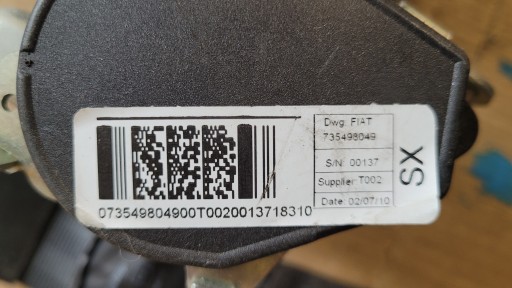 Dwg: FIAT
735498049
S/N: 00137
Supplier T002
Date: 02/07/10
SX
073549804900T0020013718310